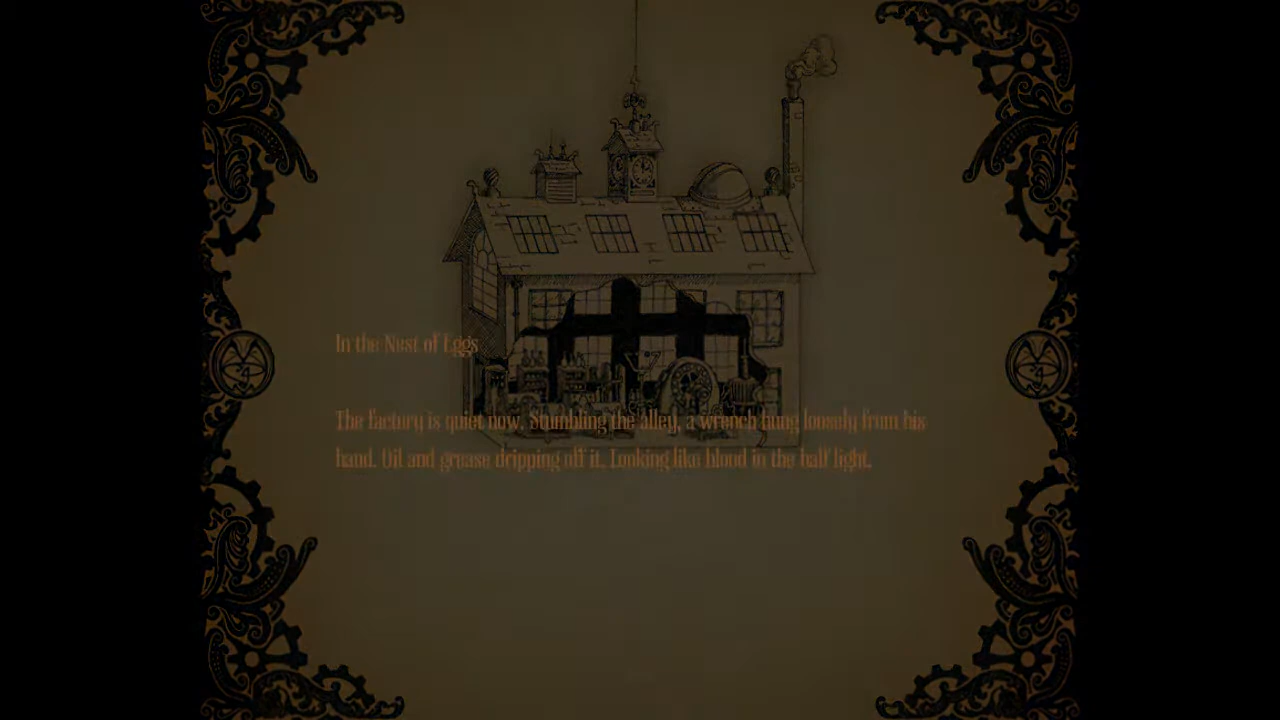 In the Nest of Eggs
The factory is quiet now. Stumbling the alley, a wrench hung loosely from his
hand. Oil and grease dripping off it. Looking like blood in the half light.